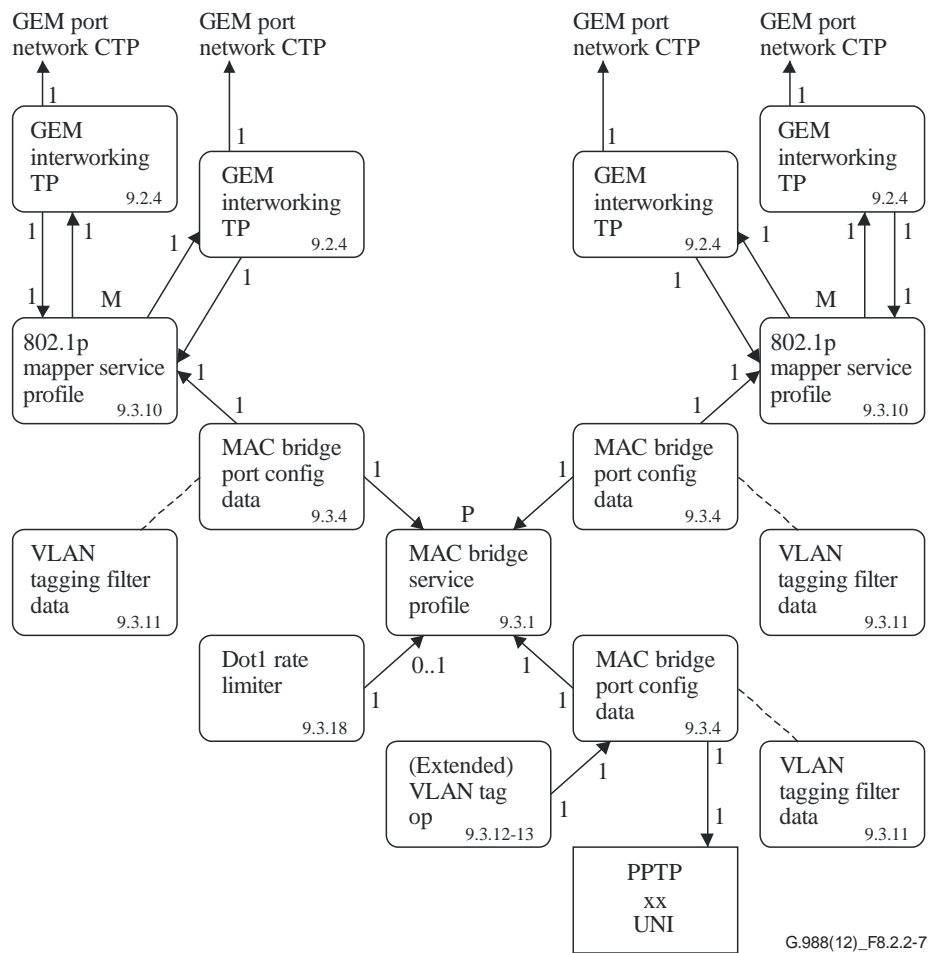 GEM port
network CTP
GEM port
network CTP
GEM port
network CTP
GEM port
network CTP
1
1
1
1
GEM
interworking
TP
9.2.4
GEM
interworking
TP
9.2.4
GEM
interworking
TP
9.2.4
GEM
interworking
TP
9.2.4
1
1
1
1
1
1
1
1
1
1
M
M
802.1p
mapper service
profile
9.3.10
802.1p
mapper service
profile
9.3.10
1
1
1
1
MAC bridge
port config
data
9.3.4
MAC bridge
port config
data
9.3.4
1
1
P
VLAN
tagging filter
data
9.3.11
MAC bridge
service
profile
9.3.1
VLAN
tagging filter
data
9.3.11
Dot1 rate
limiter
9.3.18
1
0..1
1
1
MAC bridge
port config
data
9.3.4
(Extended)
VLAN tag
op
9.3.12-13
1
1
1
1
VLAN
tagging filter
data
9.3.11
PPTP
xx
UNI
G.988(12)_F8.2.2-7